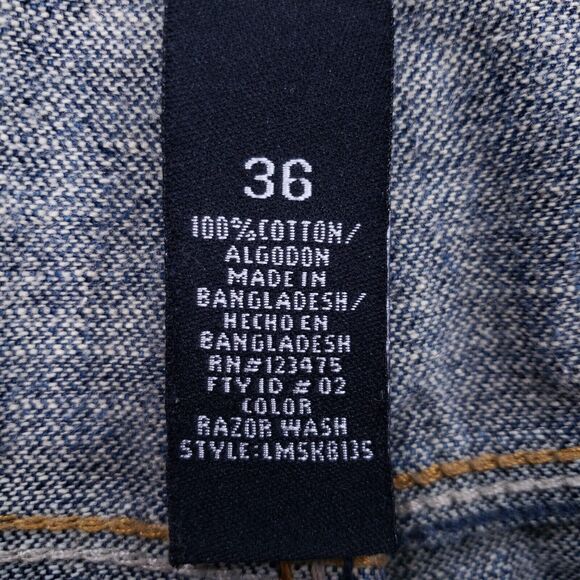 36
100%COTTON/
ALGODON
MADE IN
BANGLADESH/
HECHO EN
BANGLADESH
RN#123475
FTY ID # 02
COLOR
RAZOR WASH
STYLE:LMSK8135